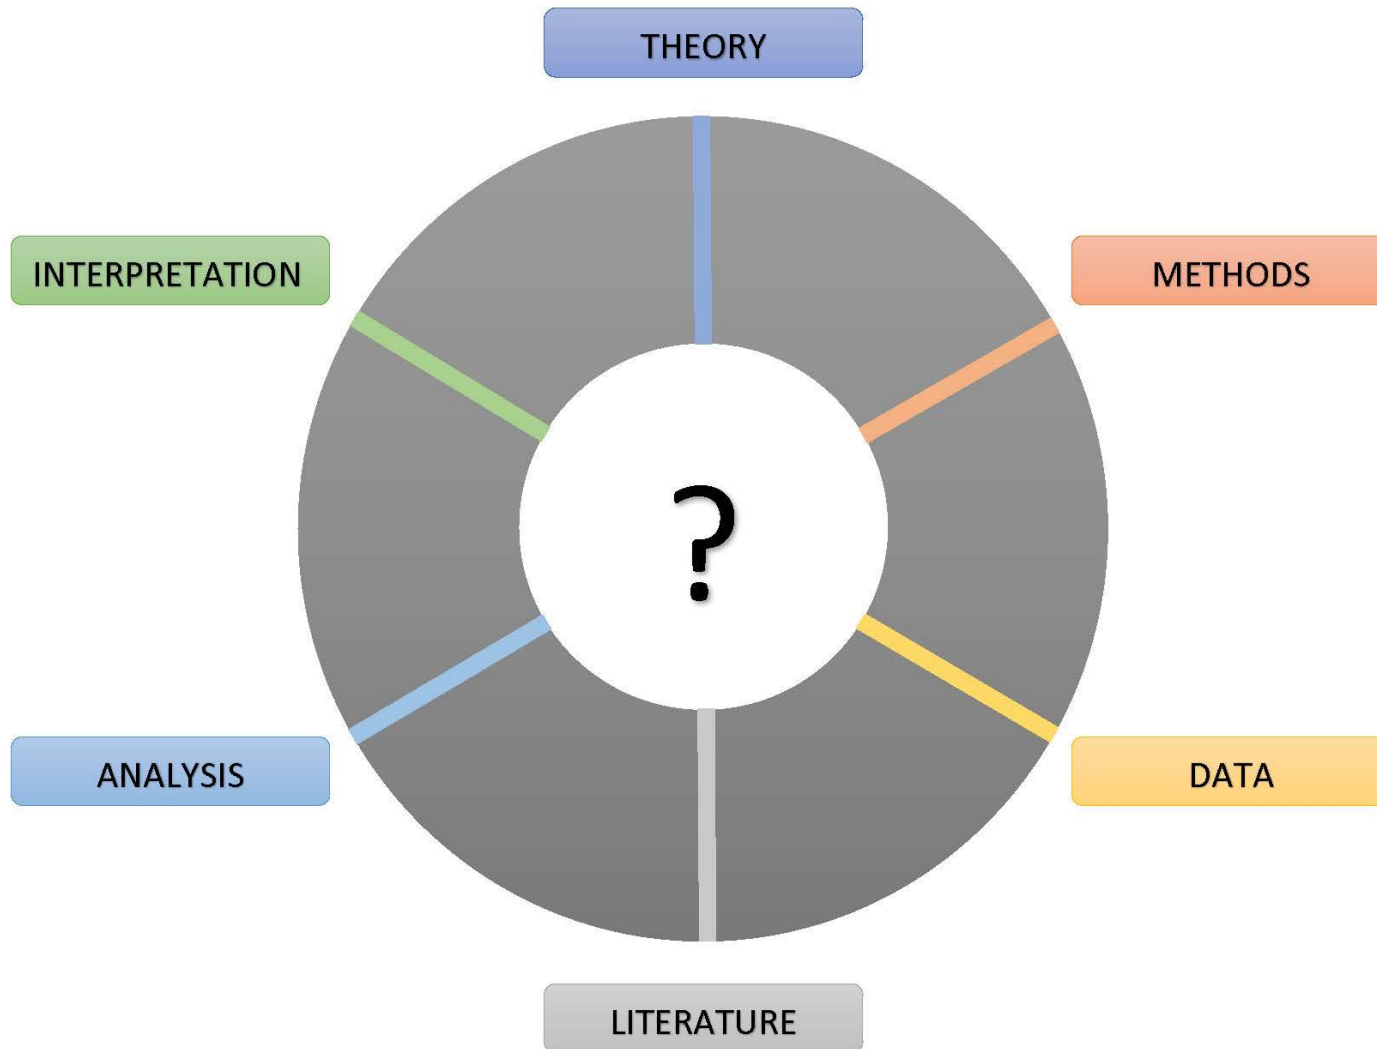 THEORY
INTERPRETATION
METHODS
?
ANALYSIS
DATA
LITERATURE